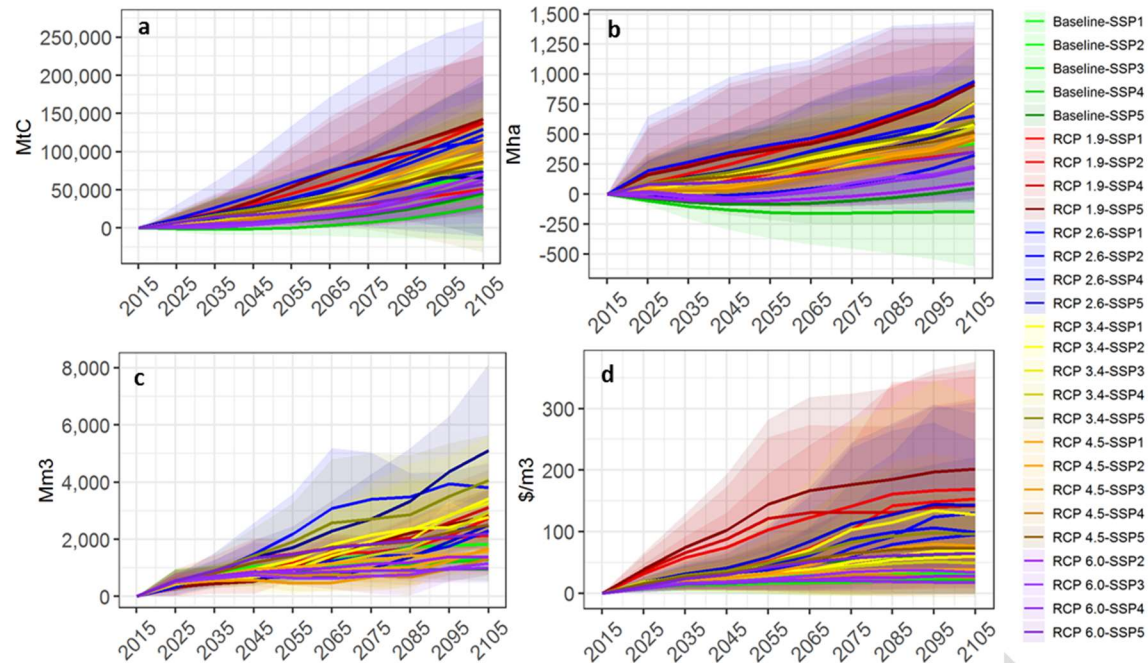 a
MtC
250,000
200,000
150,000
100,000
50,000
0
2015 2025 2035 2045 2055 2065 2075 2085 2095 2105
b
Mha
1,500
1,250
1,000
750
500
250
0
-250
-500
2015 2025 2035 2045 2055 2065 2075 2085 2095 2105
c
Mm3
8,000
6,000
4,000
2,000
0
2015 2025 2035 2045 2055 2065 2075 2085 2095 2105
d
$/m3
300
200
100
0
2015 2025 2035 2045 2055 2065 2075 2085 2095 2105
Baseline-SSP1
Baseline-SSP2
Baseline-SSP3
Baseline-SSP4
Baseline-SSP5
RCP 1.9-SSP1
RCP 1.9-SSP2
RCP 1.9-SSP4
RCP 1.9-SSP5
RCP 2.6-SSP1
RCP 2.6-SSP2
RCP 2.6-SSP4
RCP 2.6-SSP5
RCP 3.4-SSP1
RCP 3.4-SSP2
RCP 3.4-SSP3
RCP 3.4-SSP4
RCP 3.4-SSP5
RCP 4.5-SSP1
RCP 4.5-SSP2
RCP 4.5-SSP3
RCP 4.5-SSP4
RCP 4.5-SSP5
RCP 6.0-SSP2
RCP 6.0-SSP3
RCP 6.0-SSP4
RCP 6.0-SSP5